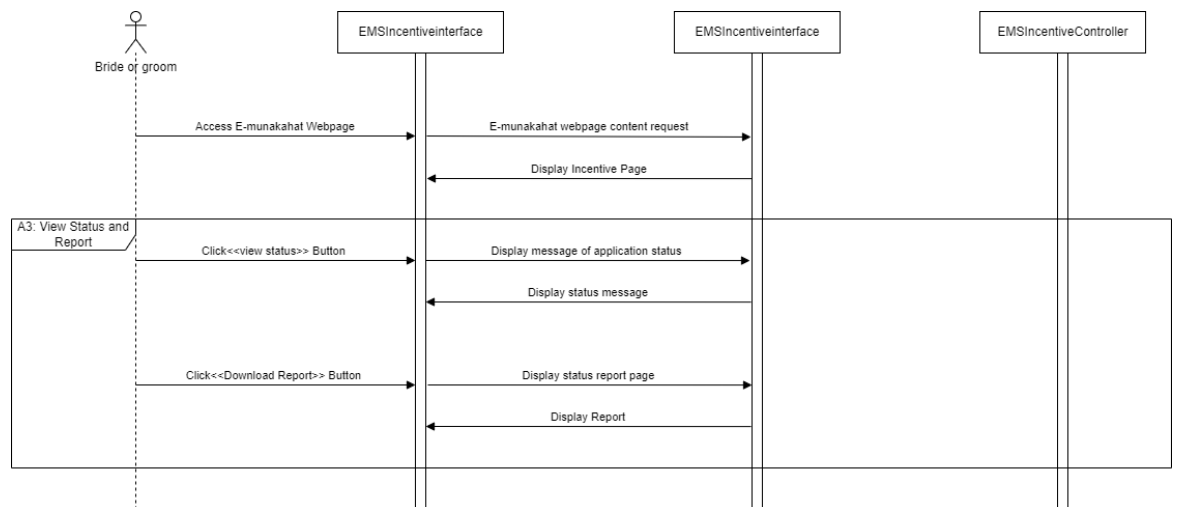 EMSIncentiveinterface
EMSIncentiveinterface
EMSIncentiveController
Bride or groom
Access E-munakahat Webpage
E-munakahat webpage content request
Display Incentive Page
A3: View Status and
Report
Click<<view status>> Button
Display message of application status
Display status message
Click<<Download Report>> Button
Display status report page
Display Report